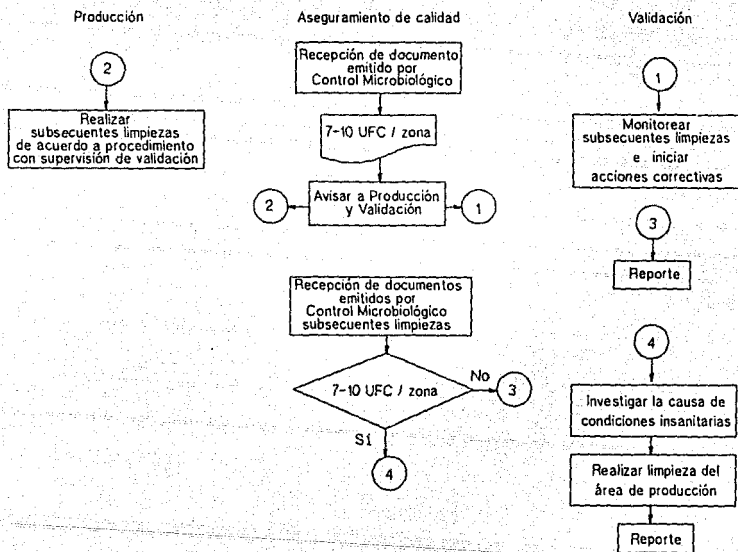 Producción
Aseguramiento de calidad
Validación
2
Realizar
subsecuentes limpiezas
de acuerdo a procedimiento
con supervisión de validación
Recepción de documento
emitido por
Control Microbiológico
7-10 UFC / zona
Avisar a Producción
y Validación
2
1
Recepción de documentos
emitidos por
Control Microbiológico
subsecuentes limpiezas
7-10 UFC / zona
No
3
Sí
4
1
Monitorear
subsecuentes limpiezas
e iniciar
acciones correctivas
3
Reporte
4
Investigar la causa de
condiciones insanitarias
Realizar limpieza del
área de producción
Reporte